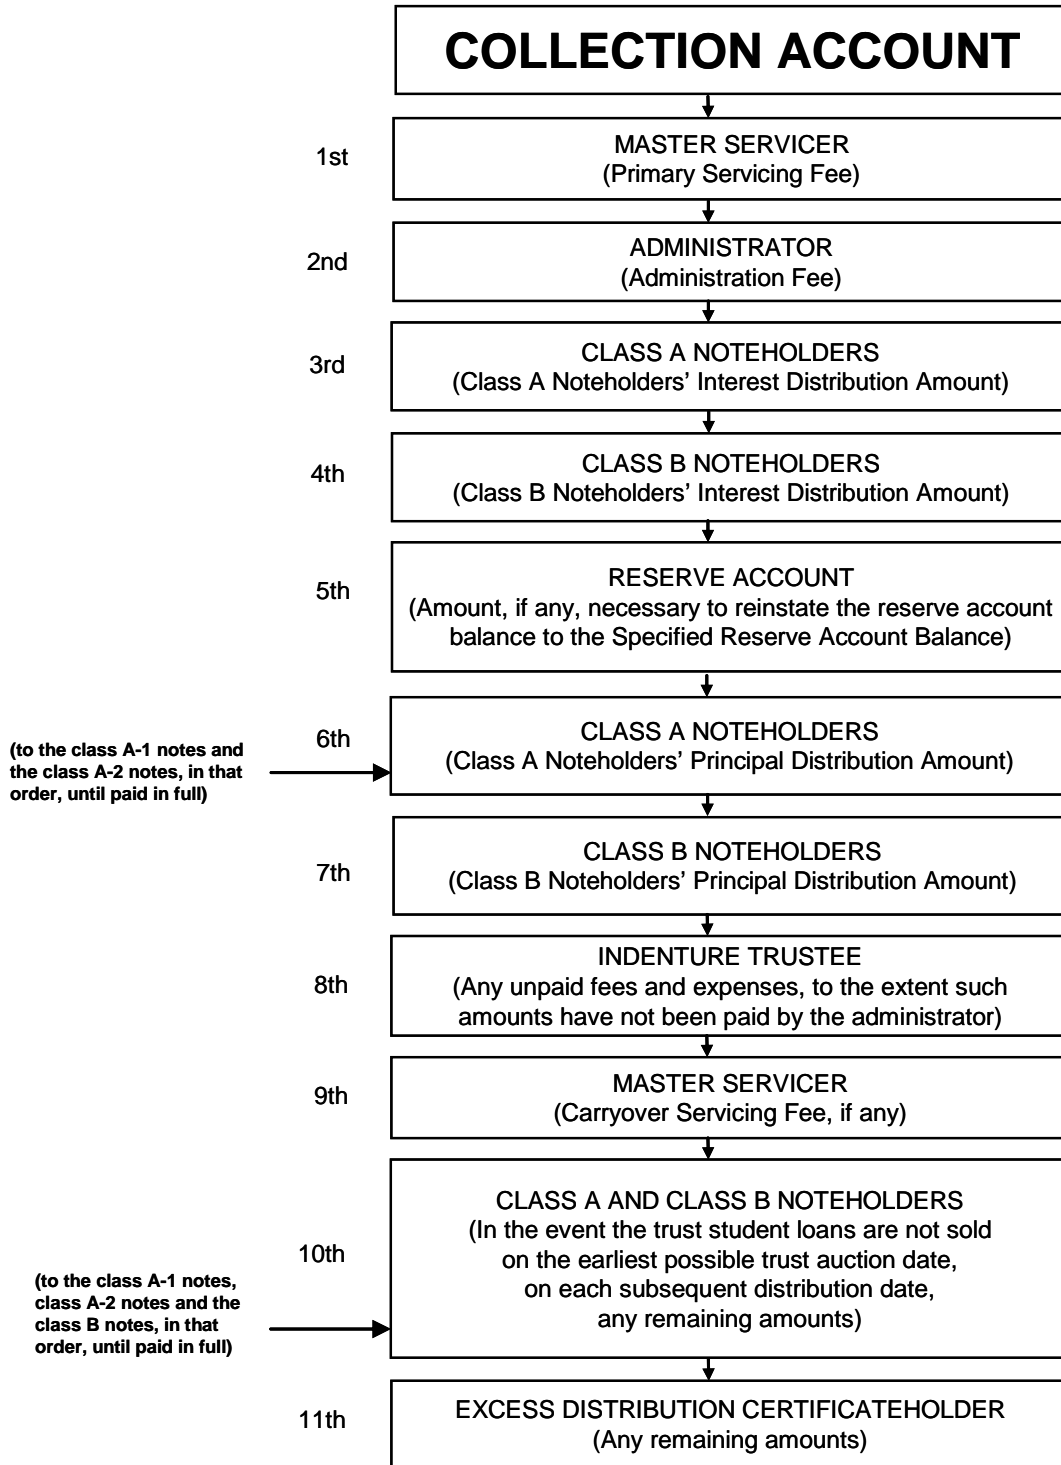 COLLECTION ACCOUNT
1st
MASTER SERVICER
(Primary Servicing Fee)
2nd
ADMINISTRATOR
(Administration Fee)
3rd
CLASS A NOTEHOLDERS
(Class A Noteholders’ Interest Distribution Amount)
4th
CLASS B NOTEHOLDERS
(Class B Noteholders’ Interest Distribution Amount)
5th
RESERVE ACCOUNT
(Amount, if any, necessary to reinstate the reserve account
balance to the Specified Reserve Account Balance)
(to the class A-1 notes and
the class A-2 notes, in that
order, until paid in full)
6th
CLASS A NOTEHOLDERS
(Class A Noteholders’ Principal Distribution Amount)
7th
CLASS B NOTEHOLDERS
(Class B Noteholders’ Principal Distribution Amount)
8th
INDENTURE TRUSTEE
(Any unpaid fees and expenses, to the extent such
amounts have not been paid by the administrator)
9th
MASTER SERVICER
(Carryover Servicing Fee, if any)
(to the class A-1 notes,
class A-2 notes and the
class B notes, in that
order, until paid in full)
10th
CLASS A AND CLASS B NOTEHOLDERS
(In the event the trust student loans are not sold
on the earliest possible trust auction date,
on each subsequent distribution date,
any remaining amounts)
11th
EXCESS DISTRIBUTION CERTIFICATEHOLDER
(Any remaining amounts)